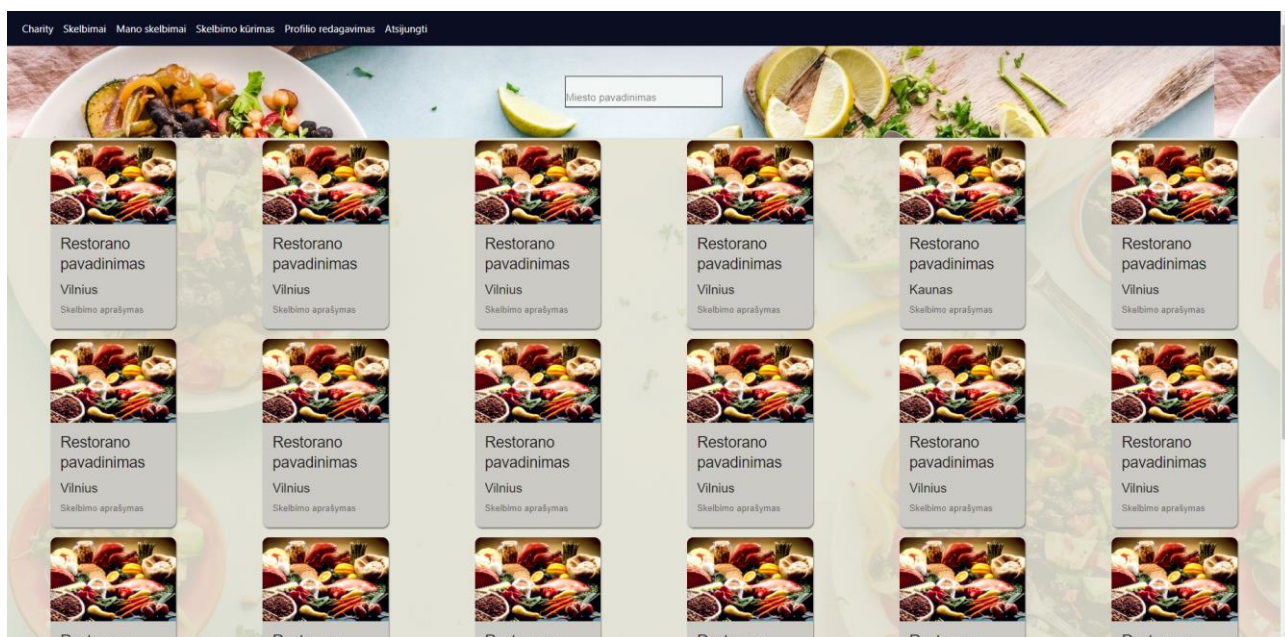 Charity Skelbimai Mano skelbimai Skelbimo kūrimas Profilio redagavimas Atsijungti
Miesto pavadinimas
Restorano
pavadinimas
Vilnius
Skelbimo aprašymas
Restorano
pavadinimas
Vilnius
Skelbimo aprašymas
Restorano
pavadinimas
Vilnius
Skelbimo aprašymas
Restorano
pavadinimas
Vilnius
Skelbimo aprašymas
Restorano
pavadinimas
Kaunas
Skelbimo aprašymas
Restorano
pavadinimas
Vilnius
Skelbimo aprašymas
Restorano
pavadinimas
Vilnius
Skelbimo aprašymas
Restorano
pavadinimas
Vilnius
Skelbimo aprašymas
Restorano
pavadinimas
Vilnius
Skelbimo aprašymas
Restorano
pavadinimas
Vilnius
Skelbimo aprašymas
Restorano
pavadinimas
Vilnius
Skelbimo aprašymas
Restorano
pavadinimas
Vilnius
Skelbimo aprašymas